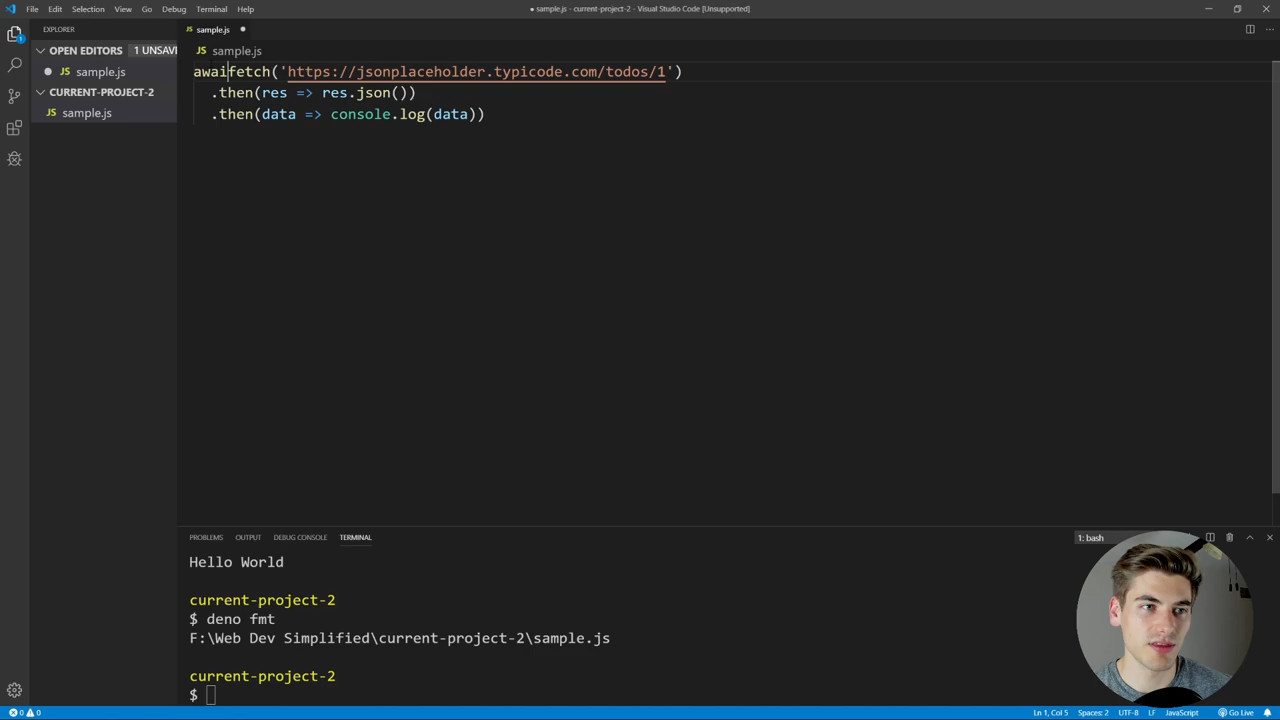 File Edit Selection View Go Debug Terminal Help
● sample.js - current-project-2 - Visual Studio Code [Unsupported]
EXPLORER
sample.js
OPEN EDITORS 1 UNSAV
JS sample.js
JS sample.js
CURRENT-PROJECT-2
JS sample.js
awaifetch('https://jsonplaceholder.typicode.com/todos/1')
.then(res => res.json())
.then(data => console.log(data))
PROBLEMS OUTPUT DEBUG CONSOLE TERMINAL
1: bash
Hello World
current-project-2
$ deno fmt
F:\Web Dev Simplified\current-project-2\sample.js
current-project-2
$
0 0 Ln 1, Col 5 Spaces: 2 UTF-8 LF JavaScript Go Live